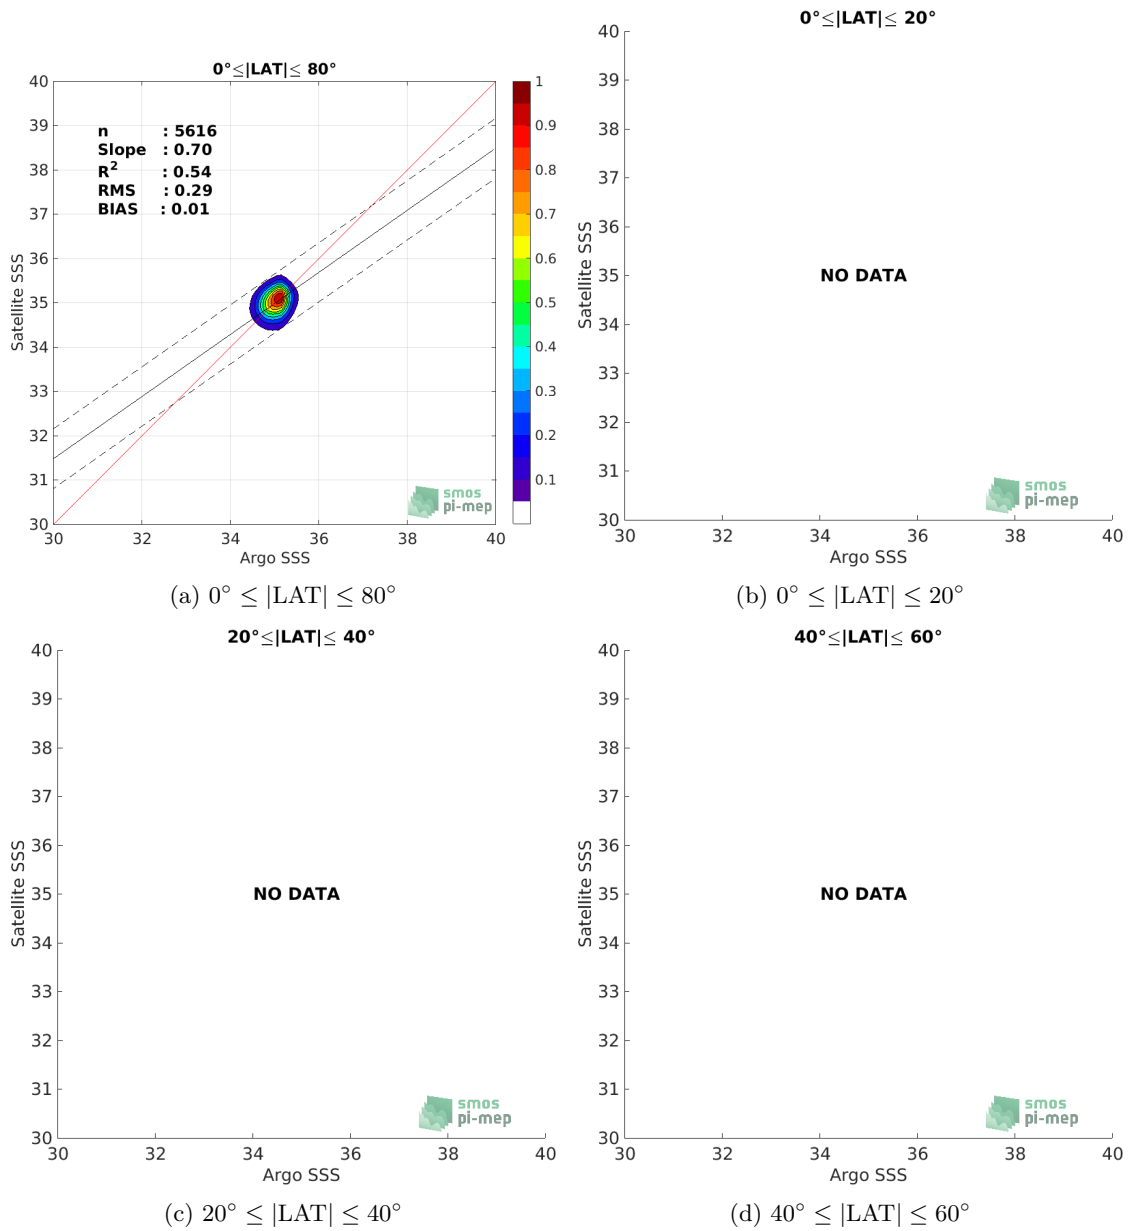 0°≤|LAT|≤ 80°
40
39
38
37
36
35
34
33
32
31
30
Satellite SSS
n : 5616
Slope : 0.70
R2 : 0.54
RMS : 0.29
BIAS : 0.01
smos
pi-mep
30 32 34 36 38 40
Argo SSS
1
0.9
0.8
0.7
0.6
0.5
0.4
0.3
0.2
0.1
(a) 0° ≤ |LAT| ≤ 80°
0°≤|LAT|≤ 20°
40
39
38
37
36
35
34
33
32
31
30
Satellite SSS
NO DATA
smos
pi-mep
30 32 34 36 38 40
Argo SSS
(b) 0° ≤ |LAT| ≤ 20°
20°≤|LAT|≤ 40°
40
39
38
37
36
35
34
33
32
31
30
Satellite SSS
NO DATA
smos
pi-mep
30 32 34 36 38 40
Argo SSS
(c) 20° ≤ |LAT| ≤ 40°
40°≤|LAT|≤ 60°
40
39
38
37
36
35
34
33
32
31
30
Satellite SSS
NO DATA
smos
pi-mep
30 32 34 36 38 40
Argo SSS
(d) 40° ≤ |LAT| ≤ 60°